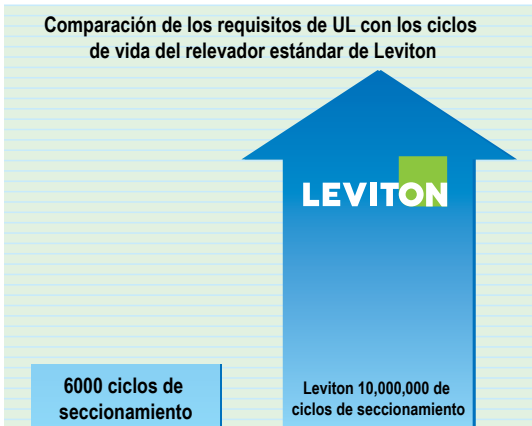 Comparación de los requisitos de UL con los ciclos
de vida del relevador estándar de Leviton
LEVITON
6000 ciclos de
seccionamiento
Leviton 10,000,000 de
ciclos de seccionamiento